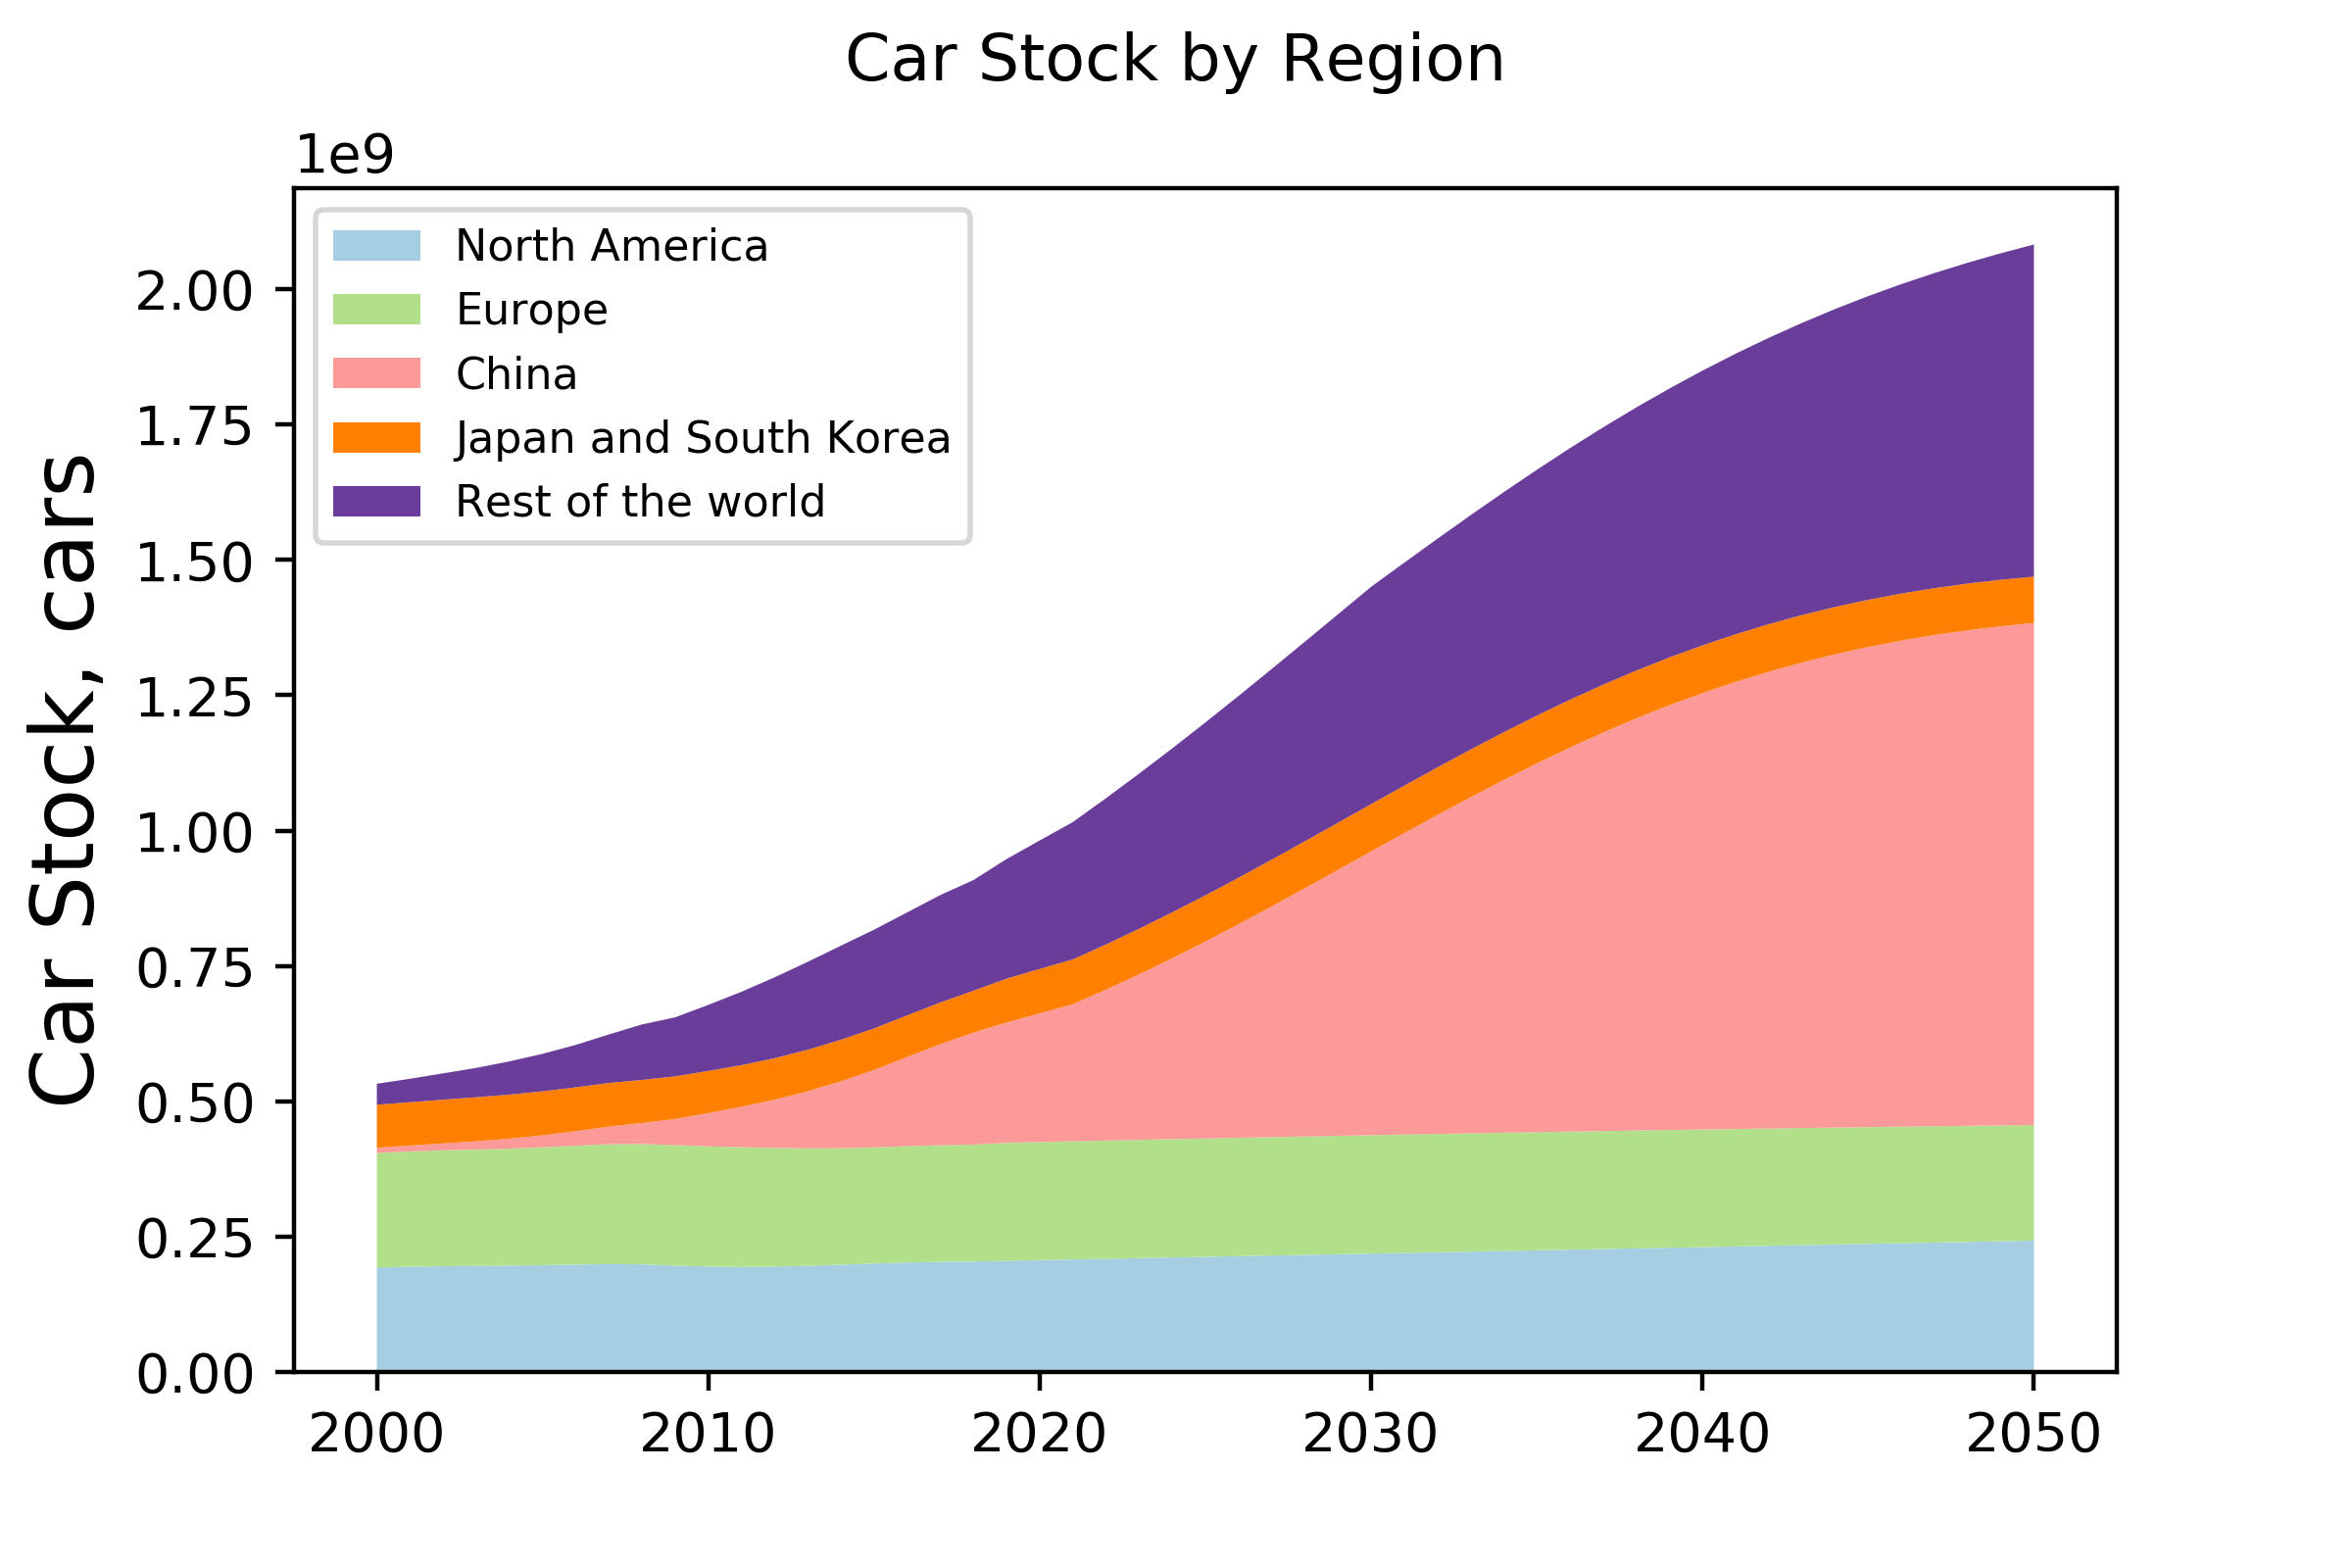 Car Stock by Region
1e9
North America
Europe
China
Japan and South Korea
Rest of the world
Car Stock, cars
2.00
1.75
1.50
1.25
1.00
0.75
0.50
0.25
0.00
2000 2010 2020 2030 2040 2050